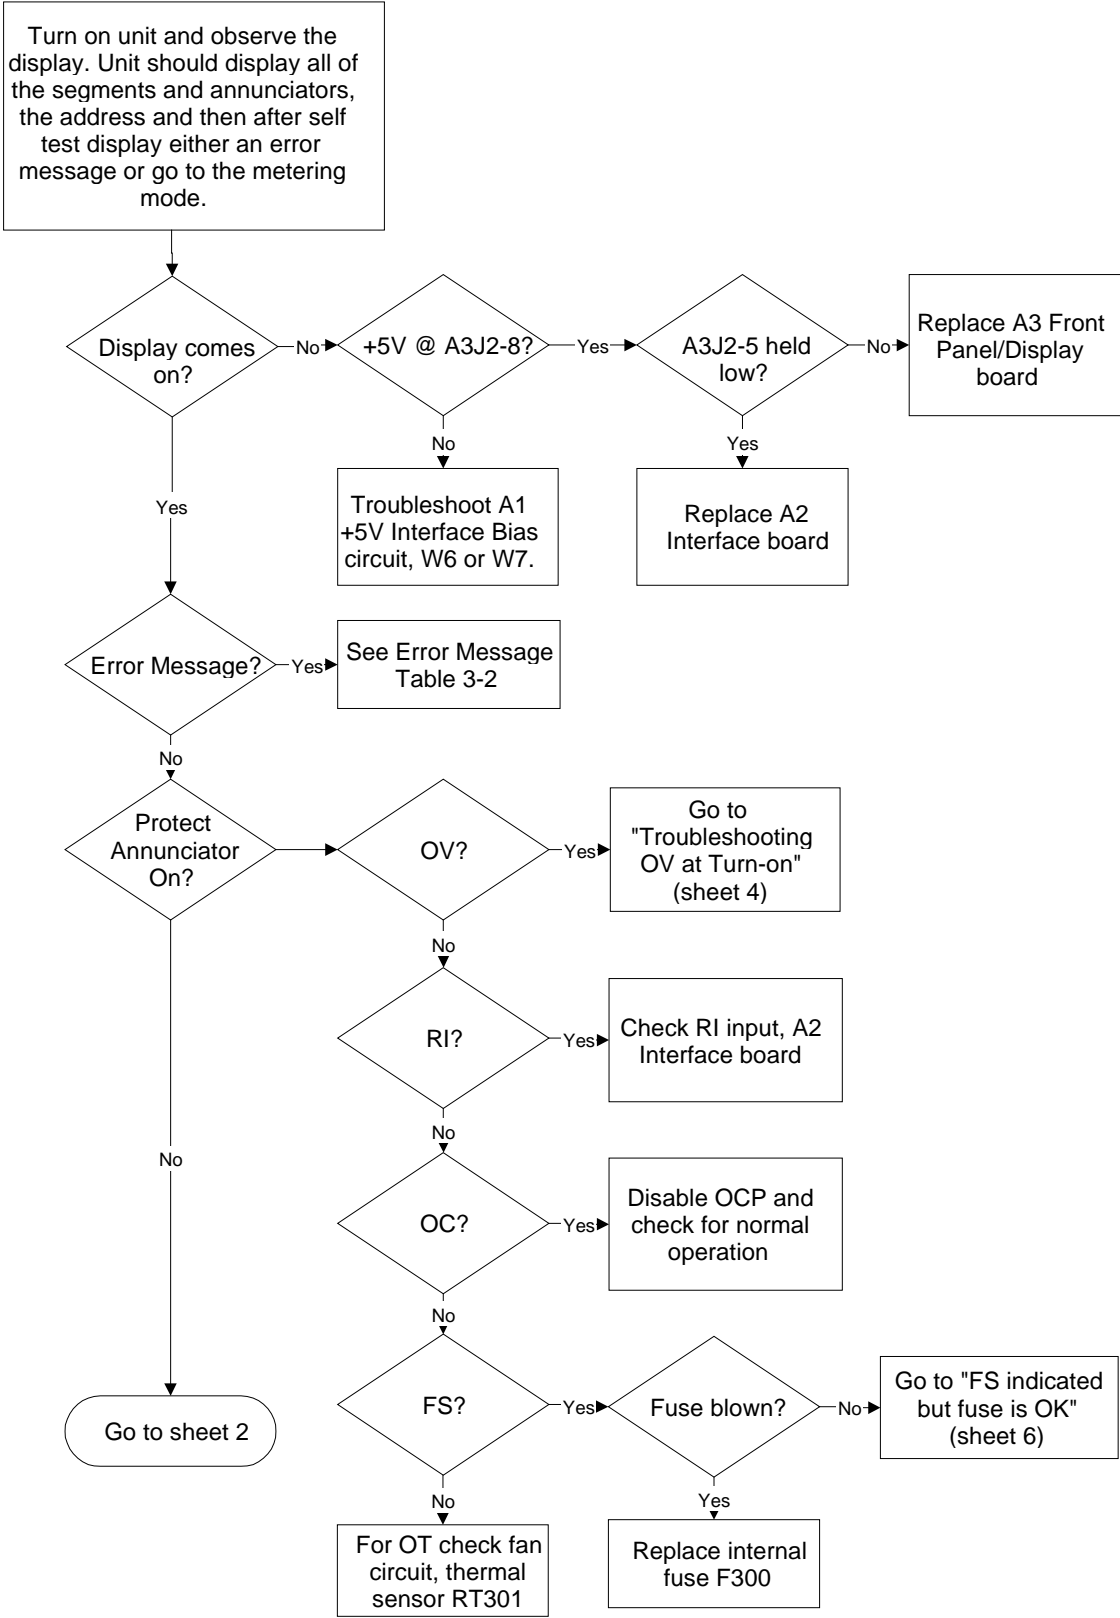 Turn on unit and observe the
display. Unit should display all of
the segments and annunciators,
the address and then after self
test display either an error
message or go to the metering
mode.
Display comes
on?
No
+5V @ A3J2-8?
Yes
A3J2-5 held
low?
No
Replace A3 Front
Panel/Display
board
No
Troubleshoot A1
+5V Interface Bias
circuit, W6 or W7.
Yes
Replace A2
Interface board
Yes
Error Message?
Yes
See Error Message
Table 3-2
No
Protect
Annunciator
On?
OV?
Yes
Go to
"Troubleshooting
OV at Turn-on"
(sheet 4)
No
RI?
Yes
Check RI input, A2
Interface board
No
OC?
Yes
Disable OCP and
check for normal
operation
No
FS?
Yes
Fuse blown?
No
Go to "FS indicated
but fuse is OK"
(sheet 6)
No
Go to sheet 2
No
For OT check fan
circuit, thermal
sensor RT301
Yes
Replace internal
fuse F300